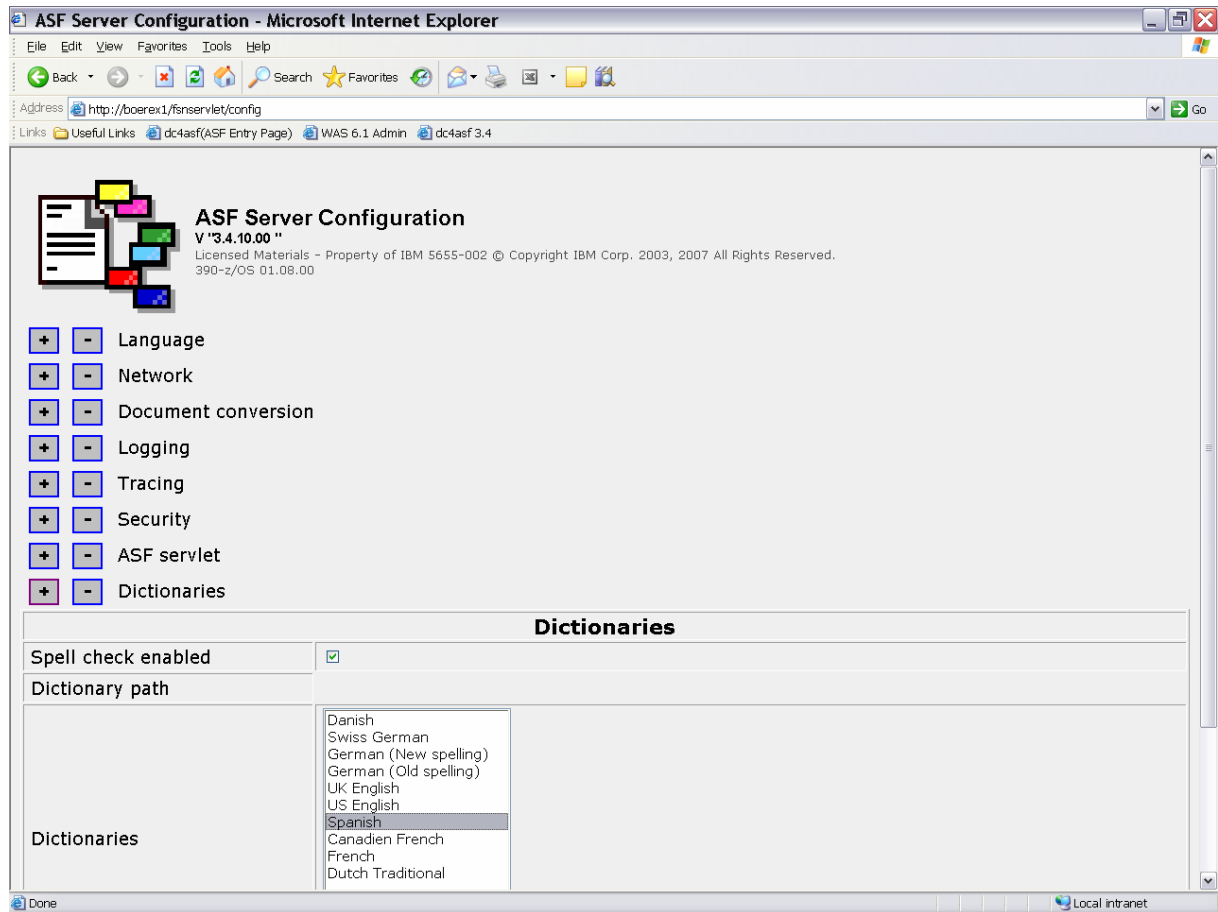 ASF Server Configuration - Microsoft Internet Explorer
File Edit View Favorites Tools Help
Back Search Favorites
Address http://boerex1/fsnservlet/config Go
Links Useful Links dc4asf(ASF Entry Page) WAS 6.1 Admin dc4asf 3.4
ASF Server Configuration
V "3.4.10.00 "
Licensed Materials - Property of IBM 5655-002 © Copyright IBM Corp. 2003, 2007 All Rights Reserved.
390-z/OS 01.08.00
+ - Language
+ - Network
+ - Document conversion
+ - Logging
+ - Tracing
+ - Security
+ - ASF servlet
+ - Dictionaries
Dictionaries
Spell check enabled
Dictionary path
Danish
Swiss German
German (New spelling)
German (Old spelling)
UK English
US English
Spanish
Dictionaries
Canadien French
French
Dutch Traditional
Done Local intranet